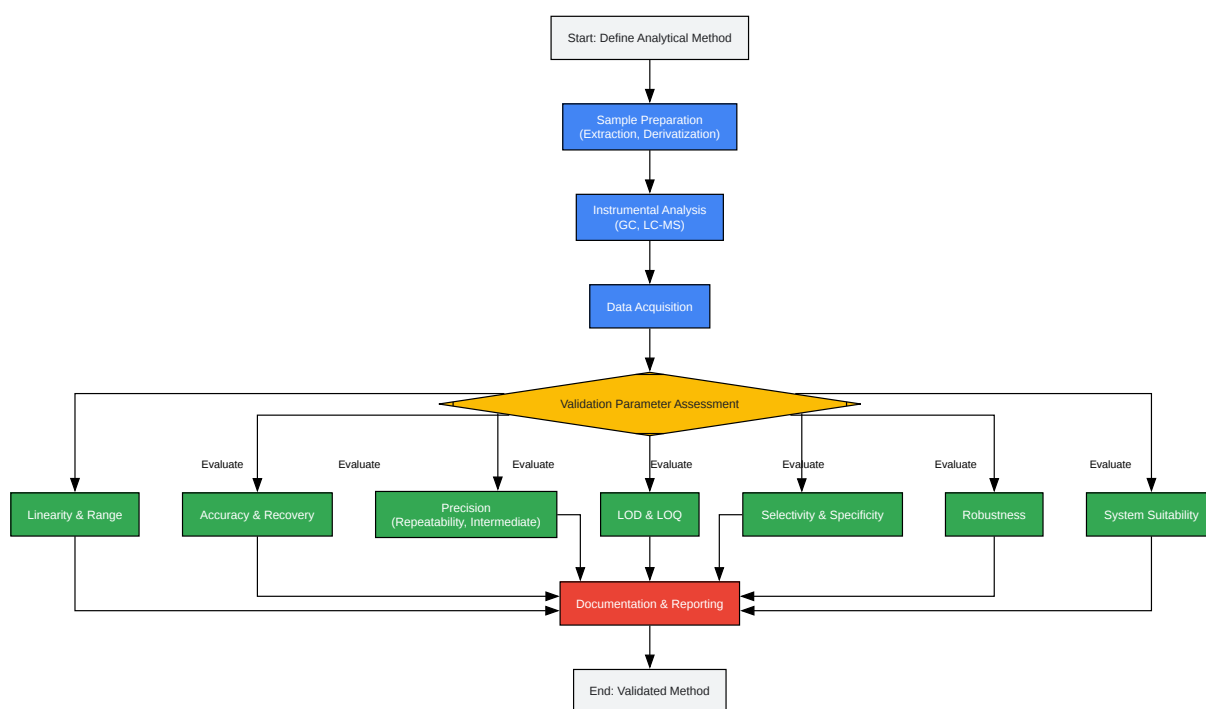 Start: Define Analytical Method
Sample Preparation
(Extraction, Derivatization)
Instrumental Analysis
(GC, LC-MS)
Data Acquisition
Validation Parameter Assessment
Evaluate
Evaluate
Evaluate
Evaluate
Evaluate
Evaluate
Evaluate
Linearity & Range
Accuracy & Recovery
Precision
(Repeatability, Intermediate)
LOD & LOQ
Selectivity & Specificity
Robustness
System Suitability
Documentation & Reporting
End: Validated Method